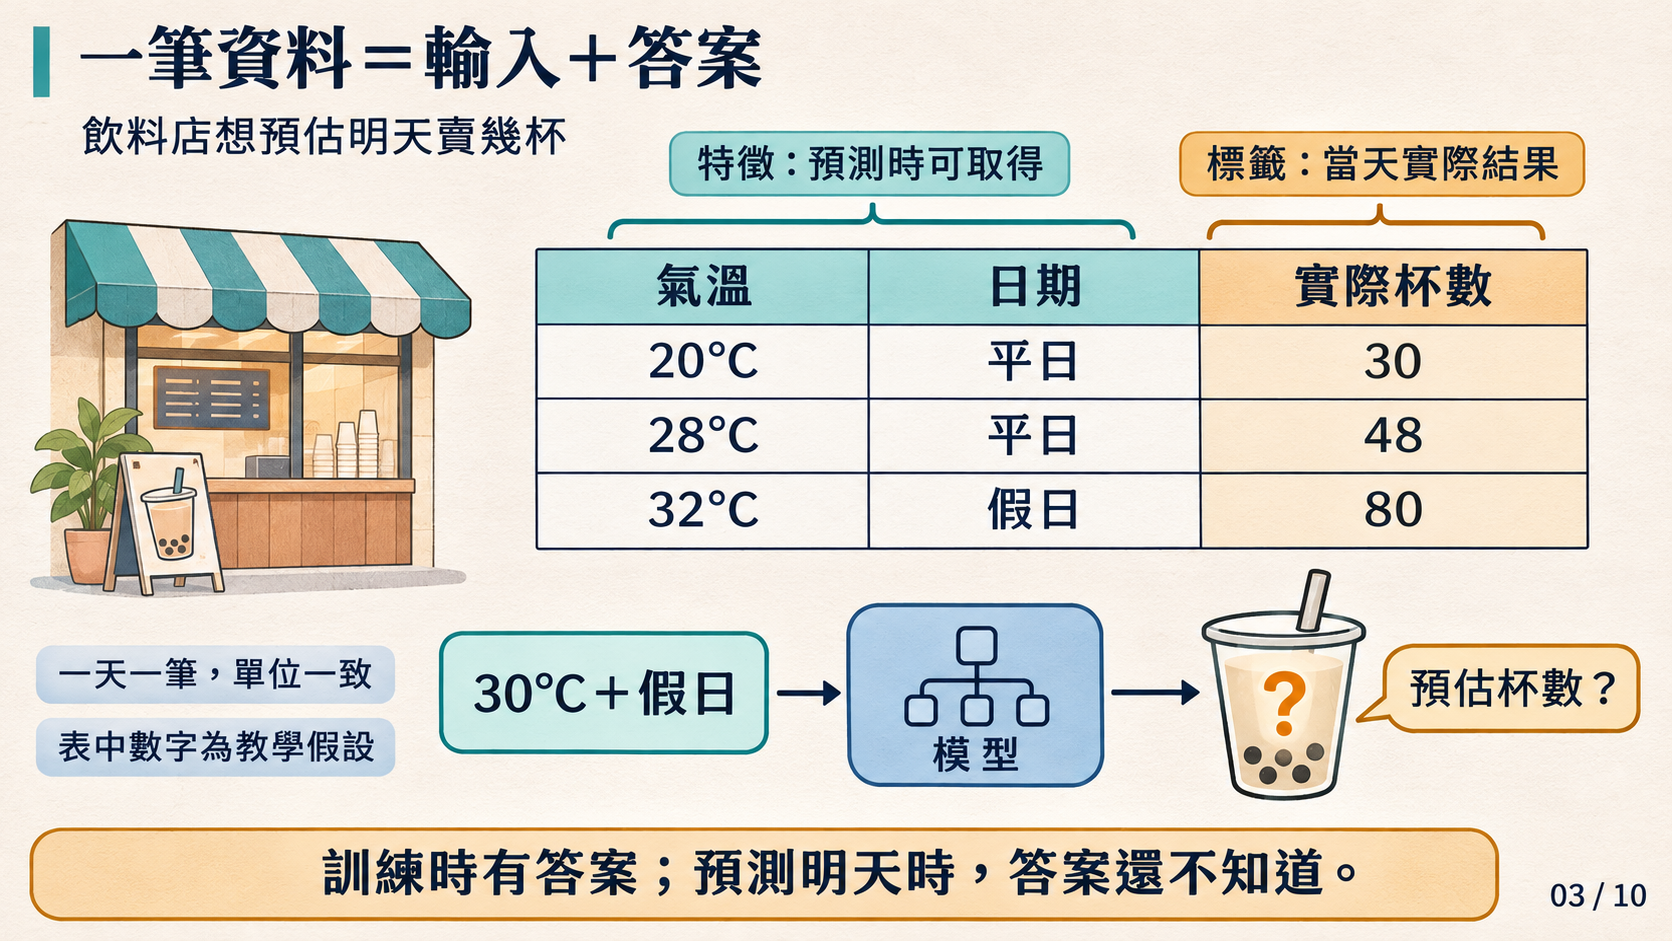 一筆資料＝輸入＋答案
飲料店想預估明天賣幾杯
特徵：預測時可取得
標籤：當天實際結果
氣溫 日期 實際杯數
20°C 平日 30
28°C 平日 48
32°C 假日 80
一天一筆，單位一致
表中數字為教學假設
30°C＋假日
模型
?
預估杯數？
訓練時有答案；預測明天時，答案還不知道。
03 / 10